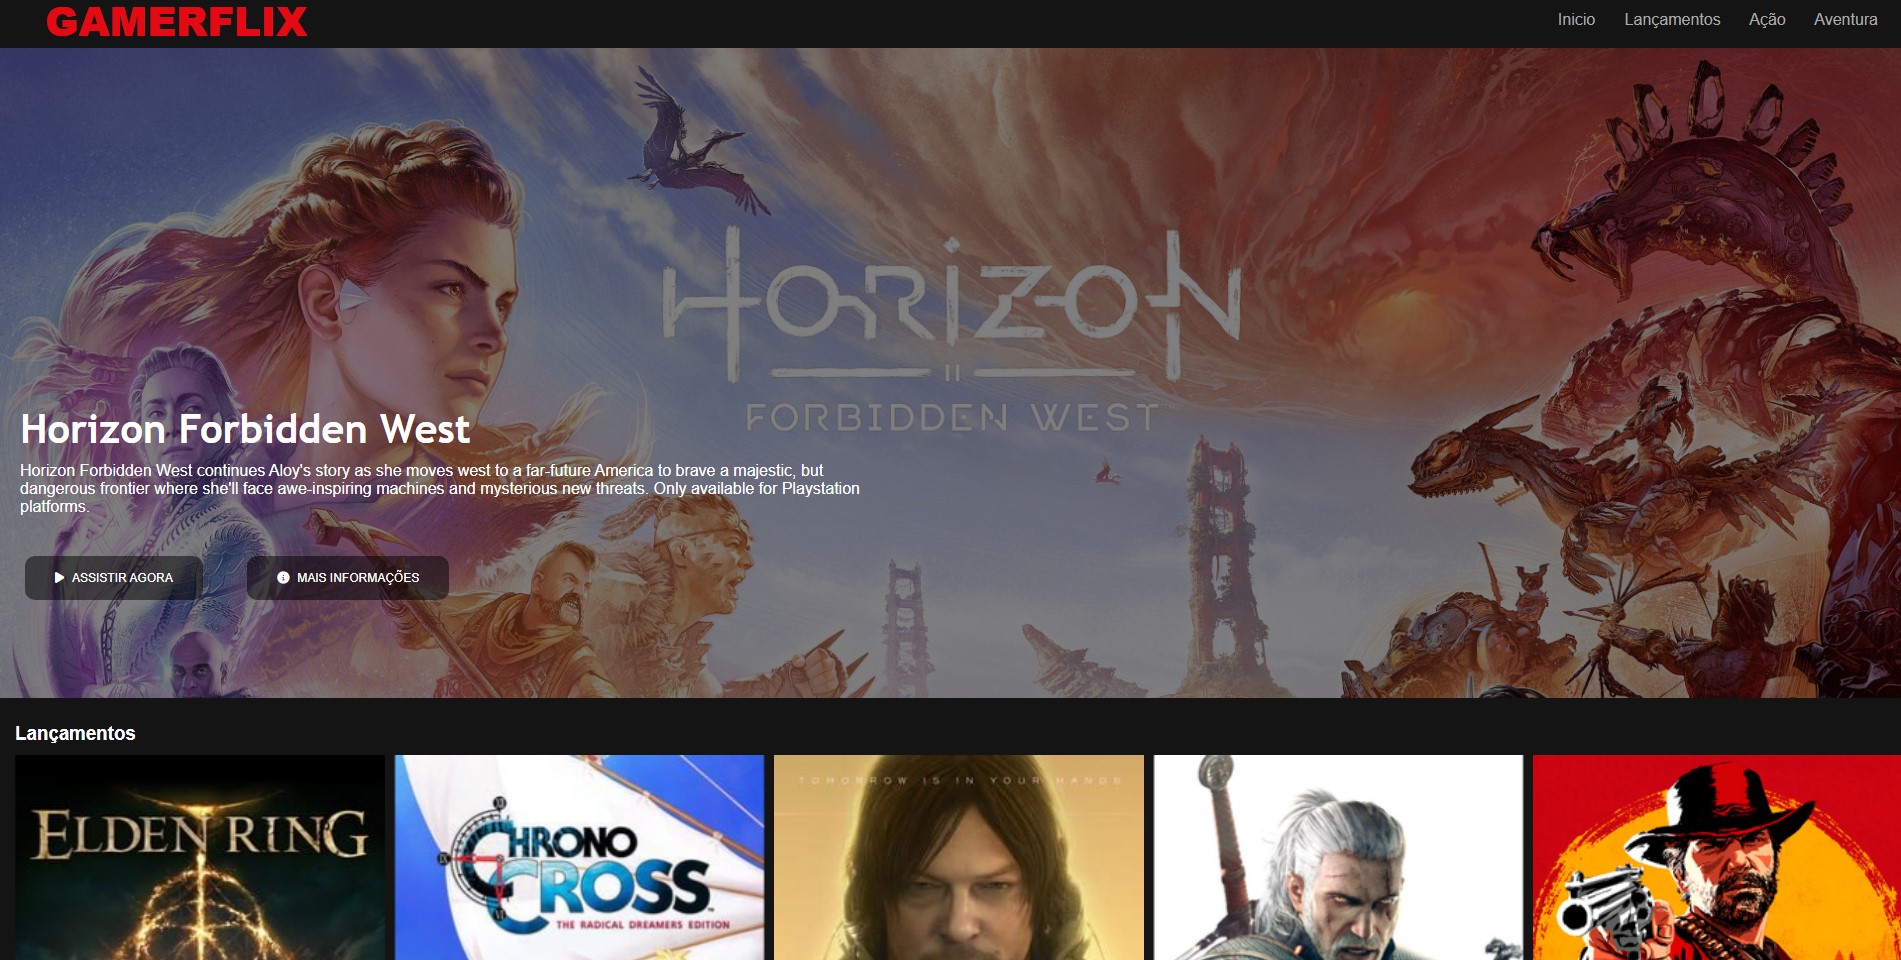 GAMERFLIX
Inicio Lançamentos Ação Aventura
HORIZON
FORBIDDEN WEST
Horizon Forbidden West
Horizon Forbidden West continues Aloy's story as she moves west to a far-future America to brave a majestic, but
dangerous frontier where she'll face awe-inspiring machines and mysterious new threats. Only available for Playstation
platforms.
ASSISTIR AGORA
MAIS INFORMAÇÕES
Lançamentos
ELDEN RING
CHRONO
CROSS
THE RADICAL DREAMERS EDITION
TOMORROW IS IN YOUR HANDS